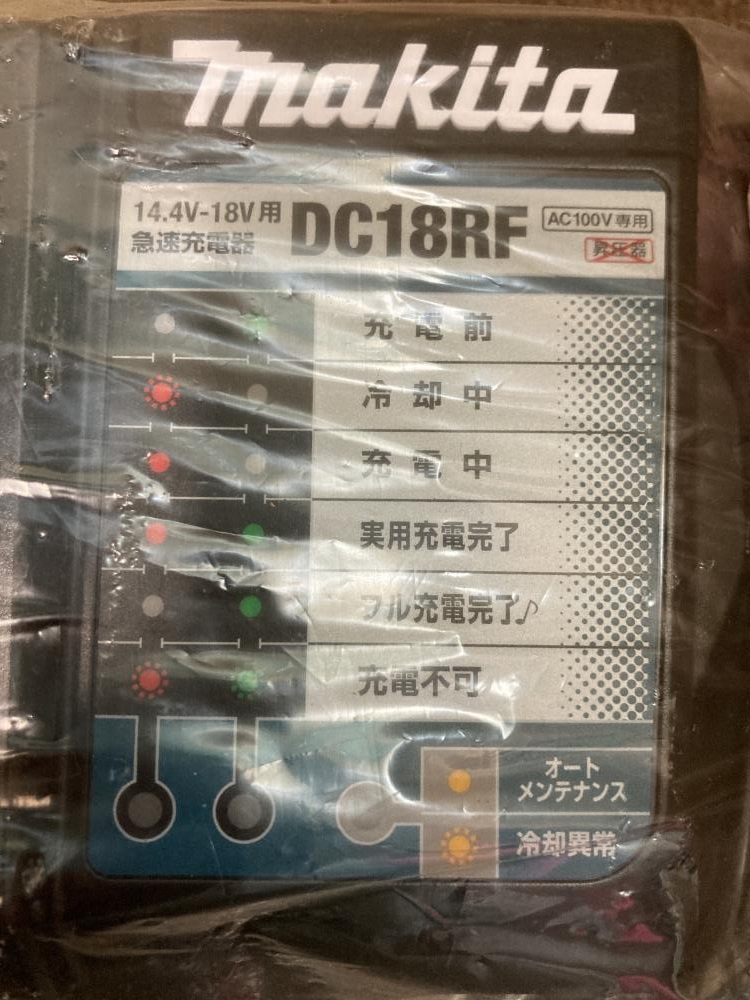 makita
14.4V-18V用
急速充電器
DC18RF
AC100V専用
昇圧器
充電前
冷却中
充電中
実用充電完了
フル充電完了♪
充電不可
オート
メンテナンス
冷却異常